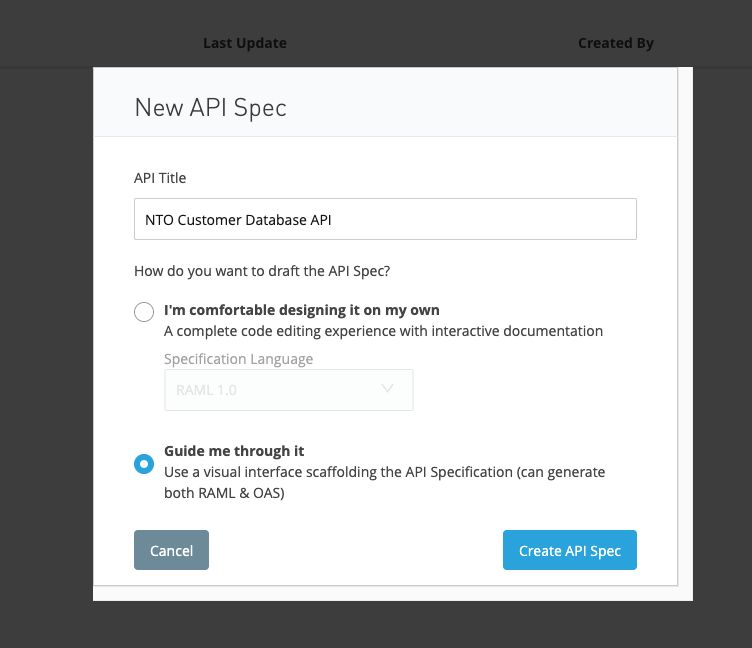 Last Update Created By
New API Spec
API Title
NTO Customer Database API
How do you want to draft the API Spec?
I'm comfortable designing it on my own
A complete code editing experience with interactive documentation
Specification Language
RAML 1.0
Guide me through it
Use a visual interface scaffolding the API Specification (can generate
both RAML & OAS)
Cancel Create API Spec